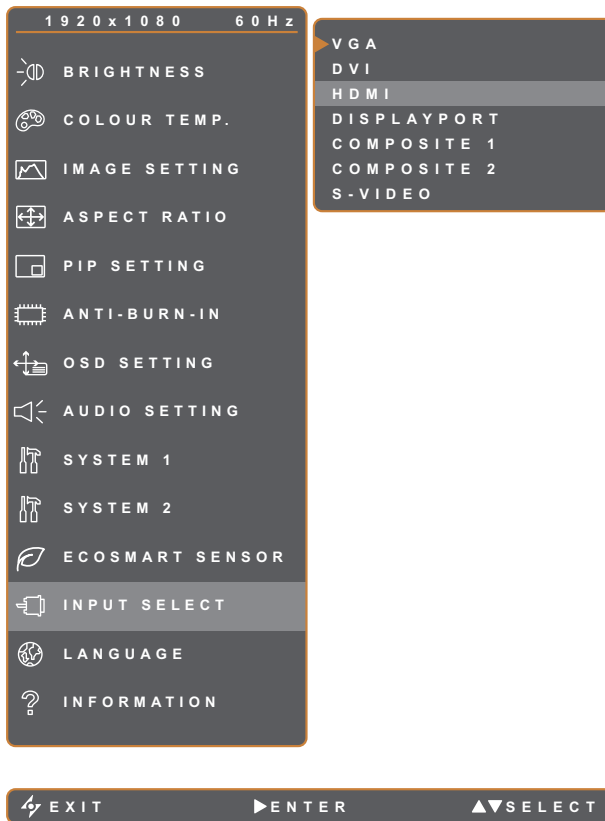 1920x1080 60Hz
BRIGHTNESS
COLOUR TEMP.
IMAGE SETTING
ASPECT RATIO
PIP SETTING
ANTI-BURN-IN
OSD SETTING
AUDIO SETTING
SYSTEM 1
SYSTEM 2
ECOSMART SENSOR
INPUT SELECT
LANGUAGE
INFORMATION
VGA
DVI
HDMI
DISPLAYPORT
COMPOSITE 1
COMPOSITE 2
S-VIDEO
EXIT ENTER SELECT